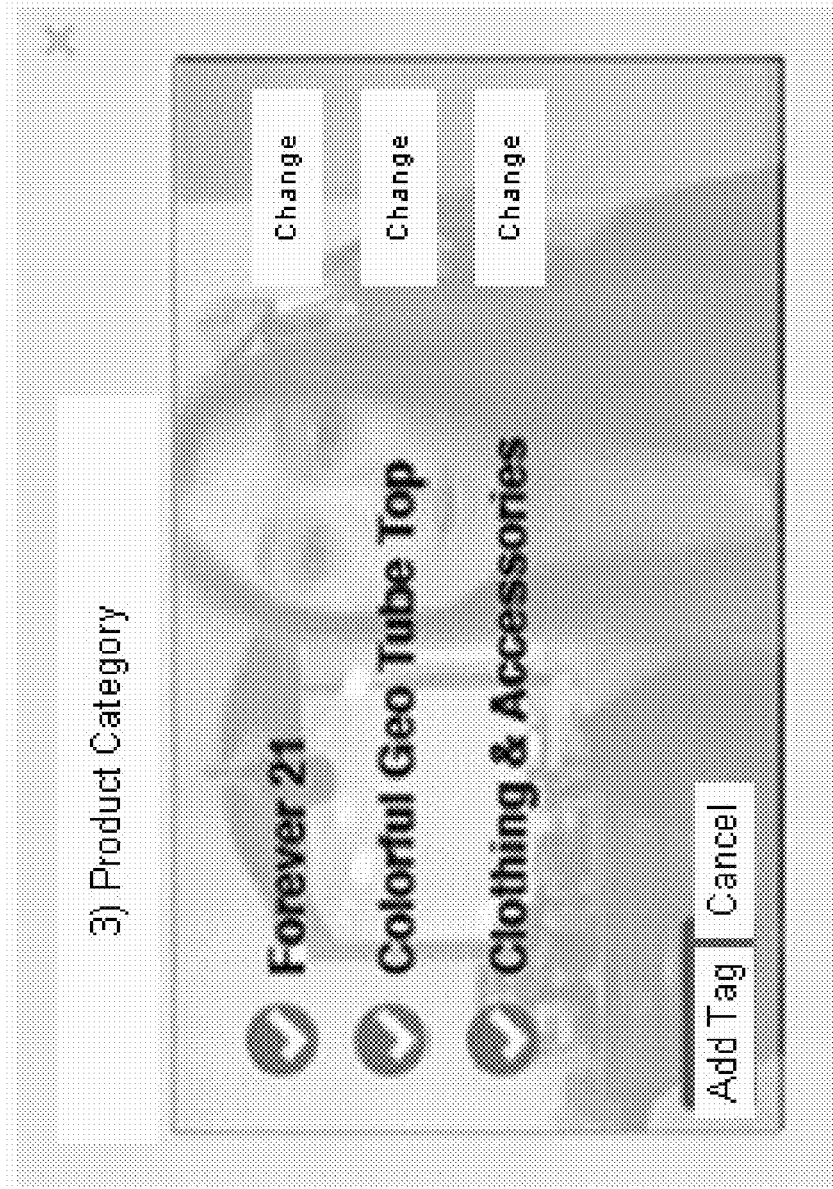 3) Product Category
Forever 21 Change
Colorful Geo Tube Top Change
Clothing & Accessories Change
Add Tag Cancel